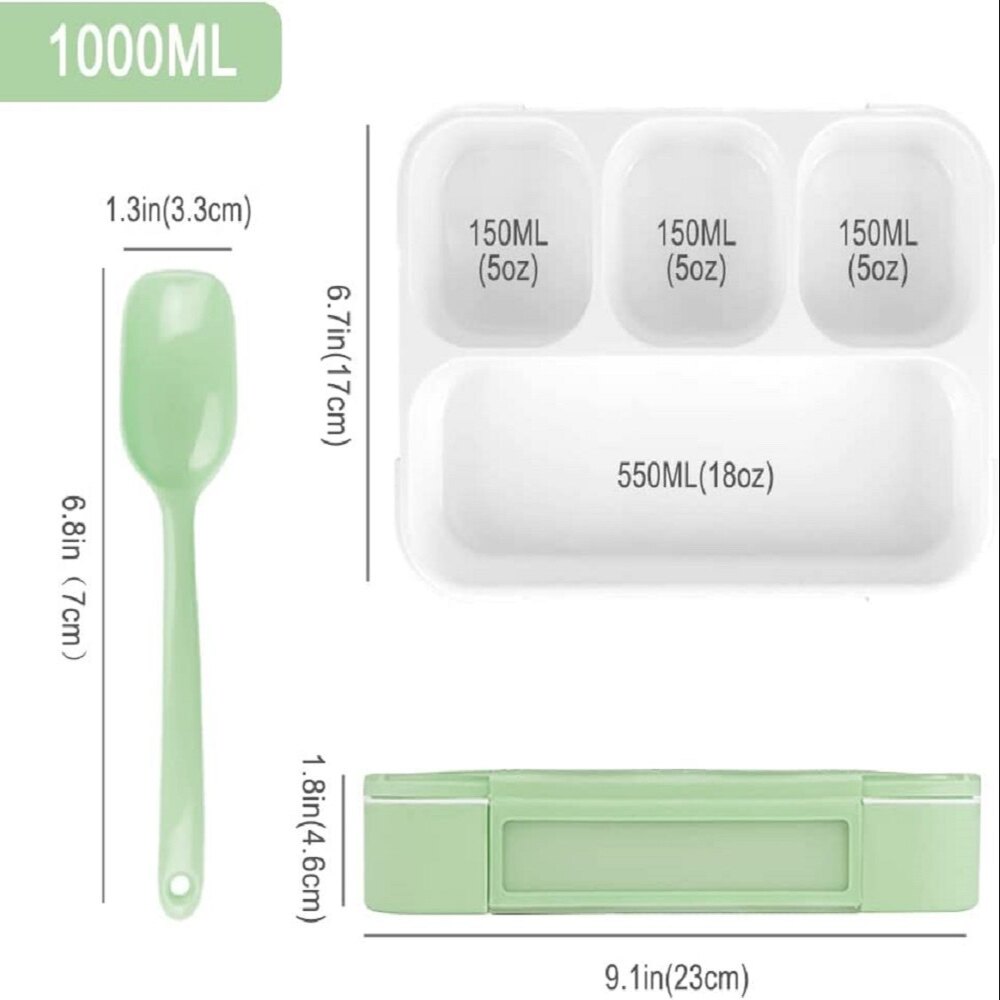 1000ML
1.3in(3.3cm)
6.8in（7cm）
6.7in(17cm)
150ML
(5oz)
150ML
(5oz)
150ML
(5oz)
550ML(18oz)
1.8in(4.6cm)
9.1in(23cm)